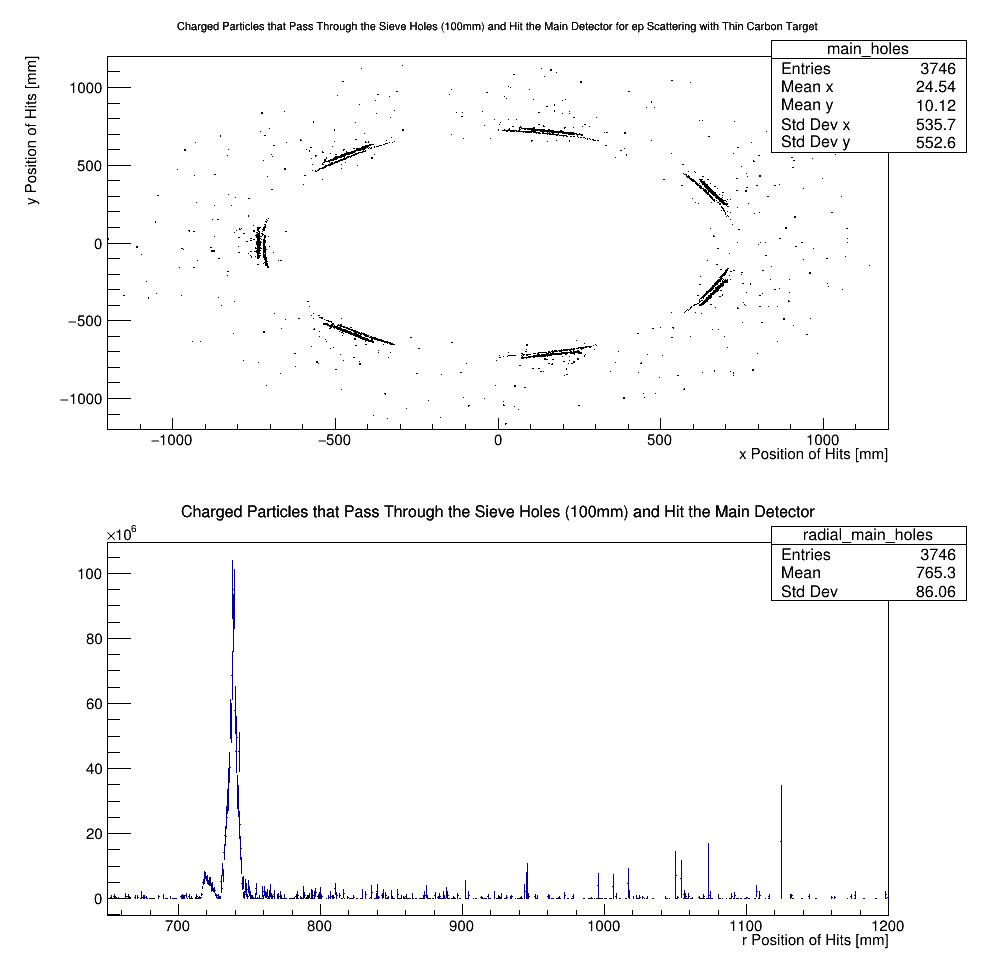 Charged Particles that Pass Through the Sieve Holes (100mm) and Hit the Main Detector for ep Scattering with Thin Carbon Target
main_holes
Entries 3746
Mean x 24.54
Mean y 10.12
Std Dev x 535.7
Std Dev y 552.6
y Position of Hits [mm]
1000
500
0
−500
−1000
−1000 −500 0 500 1000
x Position of Hits [mm]
Charged Particles that Pass Through the Sieve Holes (100mm) and Hit the Main Detector
×10⁶
radial_main_holes
Entries 3746
Mean 765.3
Std Dev 86.06
100
80
60
40
20
0
700 800 900 1000 1100 1200
r Position of Hits [mm]